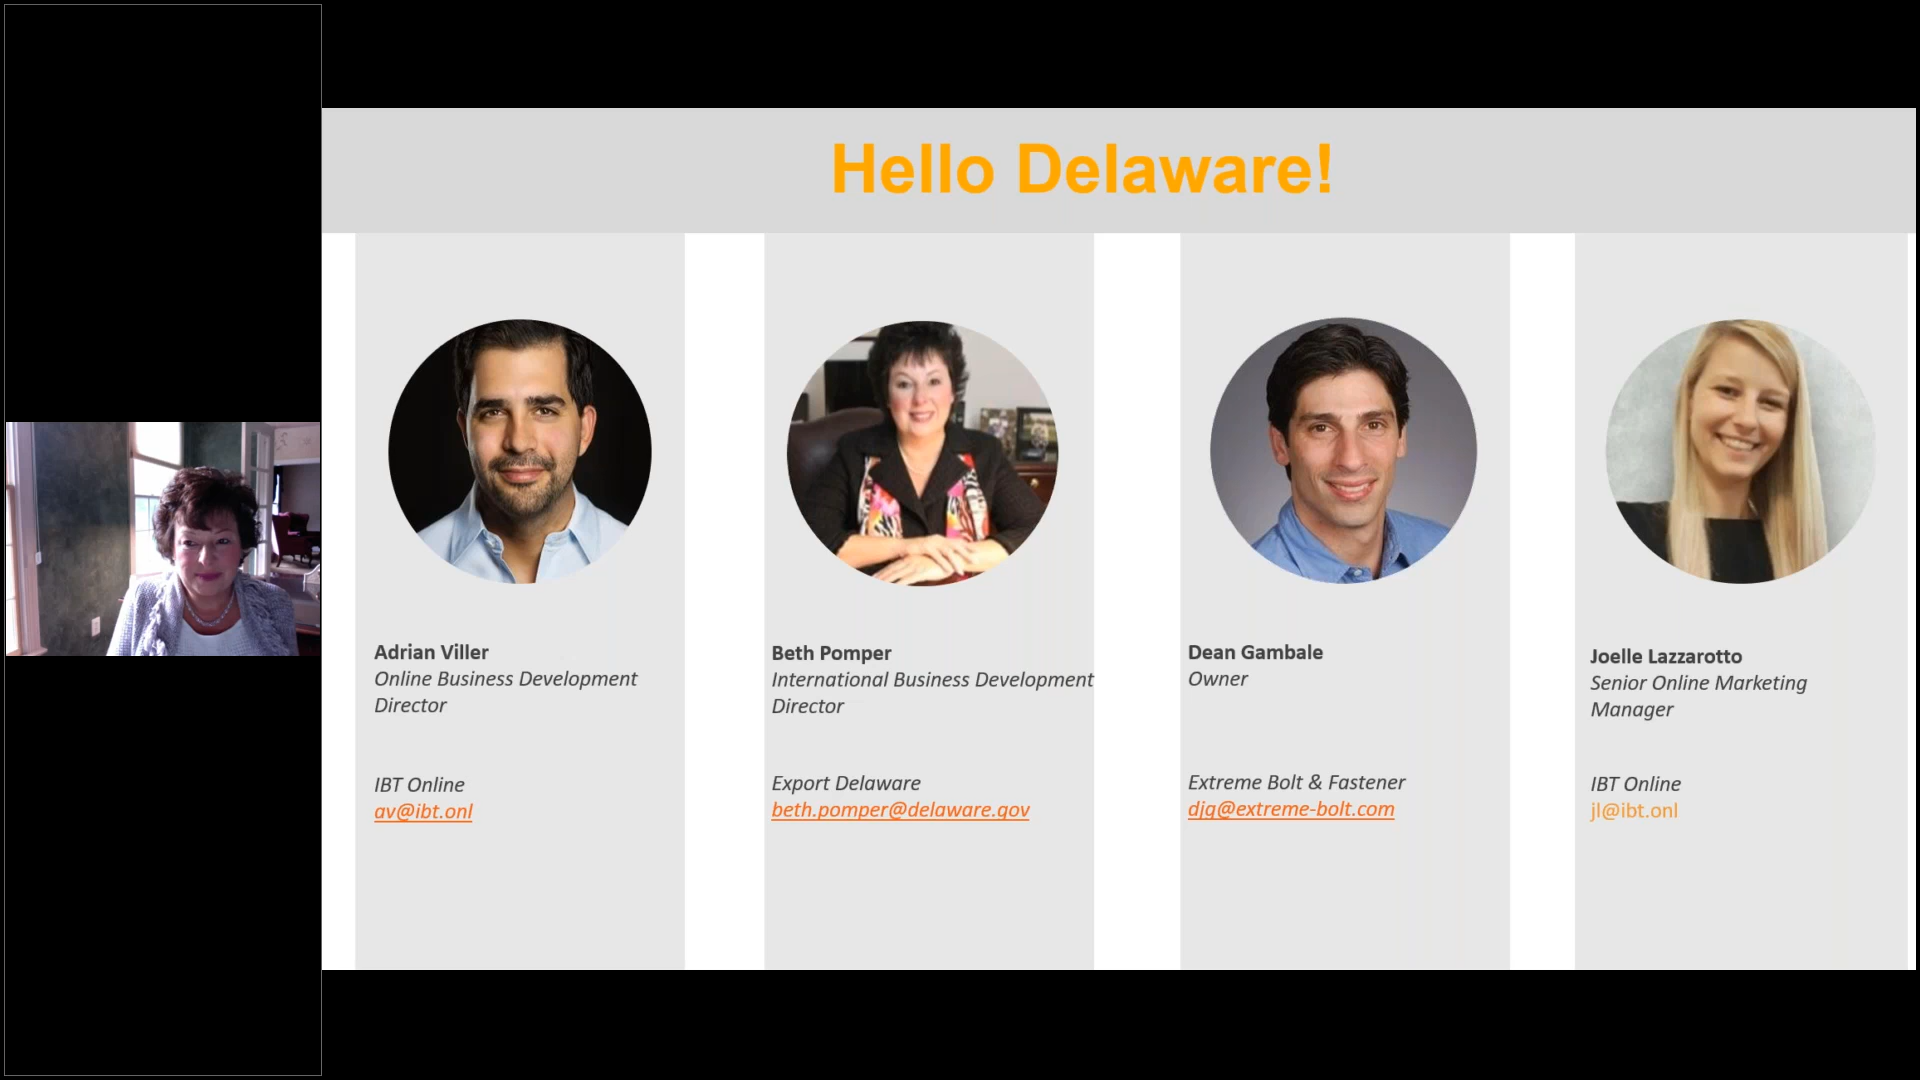 Hello Delaware!
Adrian Viller
Online Business Development
Director
IBT Online
av@ibt.onl
Beth Pomper
International Business Development
Director
Export Delaware
beth.pomper@delaware.gov
Dean Gambale
Owner
Extreme Bolt & Fastener
djg@extreme-bolt.com
Joelle Lazzarotto
Senior Online Marketing
Manager
IBT Online
jl@ibt.onl